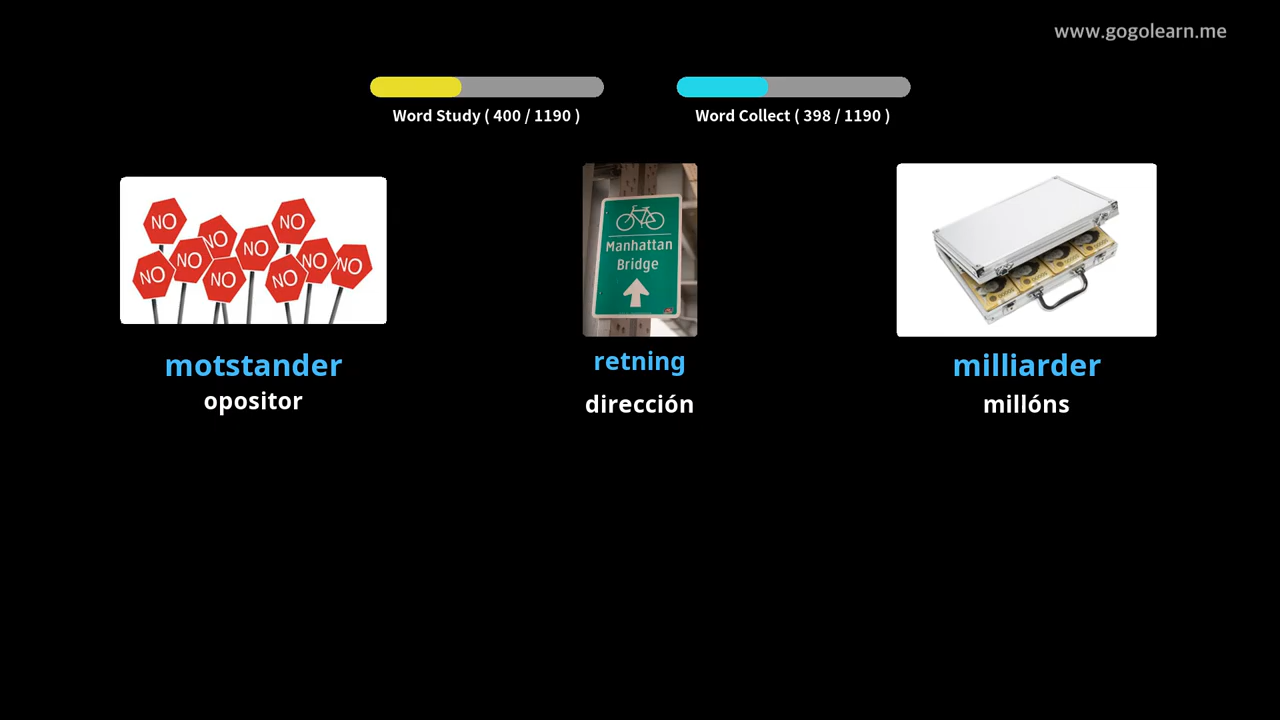 www.gogolearn.me
Word Study ( 400 / 1190 )
Word Collect ( 398 / 1190 )
NO
NO
NO
NO
NO
NO
NO
NO
NO
NO
Manhattan
Bridge
motstander
opositor
retning
dirección
milliarder
millóns